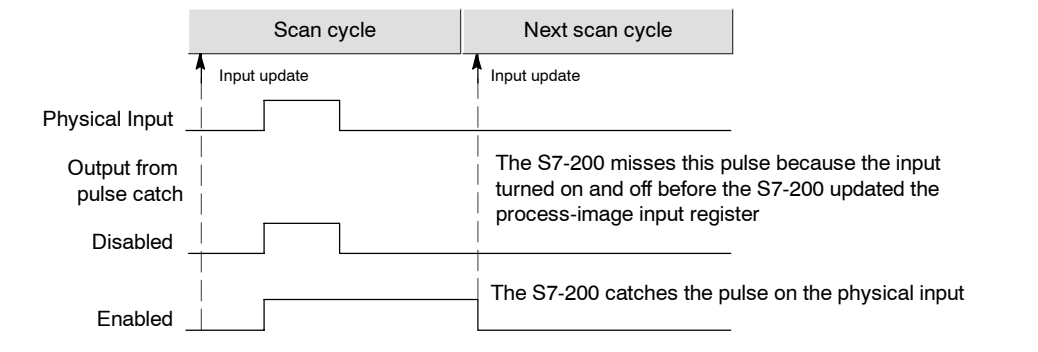 Scan cycle
Next scan cycle
Input update
Input update
Physical Input
Output from
pulse catch
The S7-200 misses this pulse because the input
turned on and off before the S7-200 updated the
process-image input register
Disabled
The S7-200 catches the pulse on the physical input
Enabled